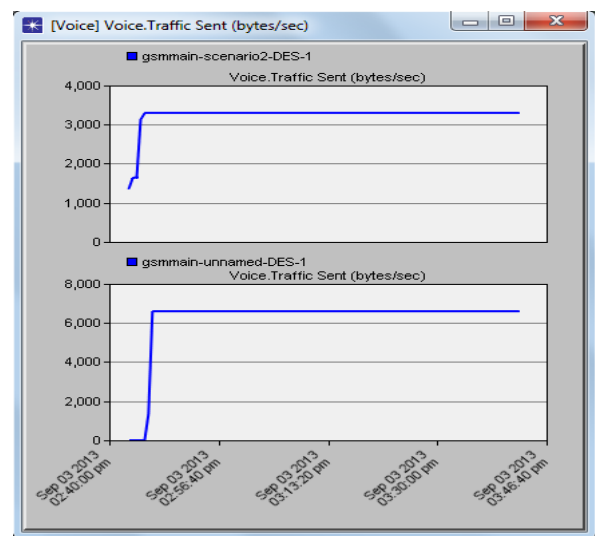 [Voice] Voice.Traffic Sent (bytes/sec)
gsmmain-scenario2-DES-1
Voice.Traffic Sent (bytes/sec)
4,000
3,000
2,000
1,000
0
gsmmain-unnamed-DES-1
Voice.Traffic Sent (bytes/sec)
8,000
6,000
4,000
2,000
0
Sep 03 2013
02:40:00 pm
Sep 03 2013
02:56:40 pm
Sep 03 2013
03:13:20 pm
Sep 03 2013
03:30:00 pm
Sep 03 2013
03:46:40 pm